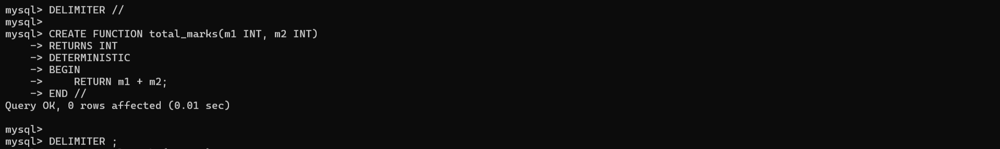 mysql> DELIMITER //
mysql>
mysql> CREATE FUNCTION total_marks(m1 INT, m2 INT)
    -> RETURNS INT
    -> DETERMINISTIC
    -> BEGIN
    ->     RETURN m1 + m2;
    -> END //
Query OK, 0 rows affected (0.01 sec)

mysql>
mysql> DELIMITER ;